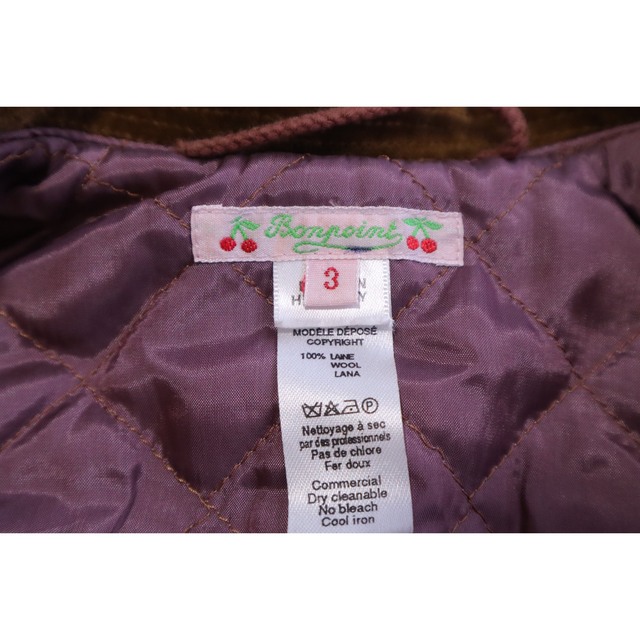 Bonpoint
3
MODÈLE DÉPOSÉ
COPYRIGHT
100% LAINE
WOOL
LANA
P
Nettoyage à sec
par des professionnels
Pas de chlore
Fer doux
Commercial
Dry cleanable
No bleach
Cool iron